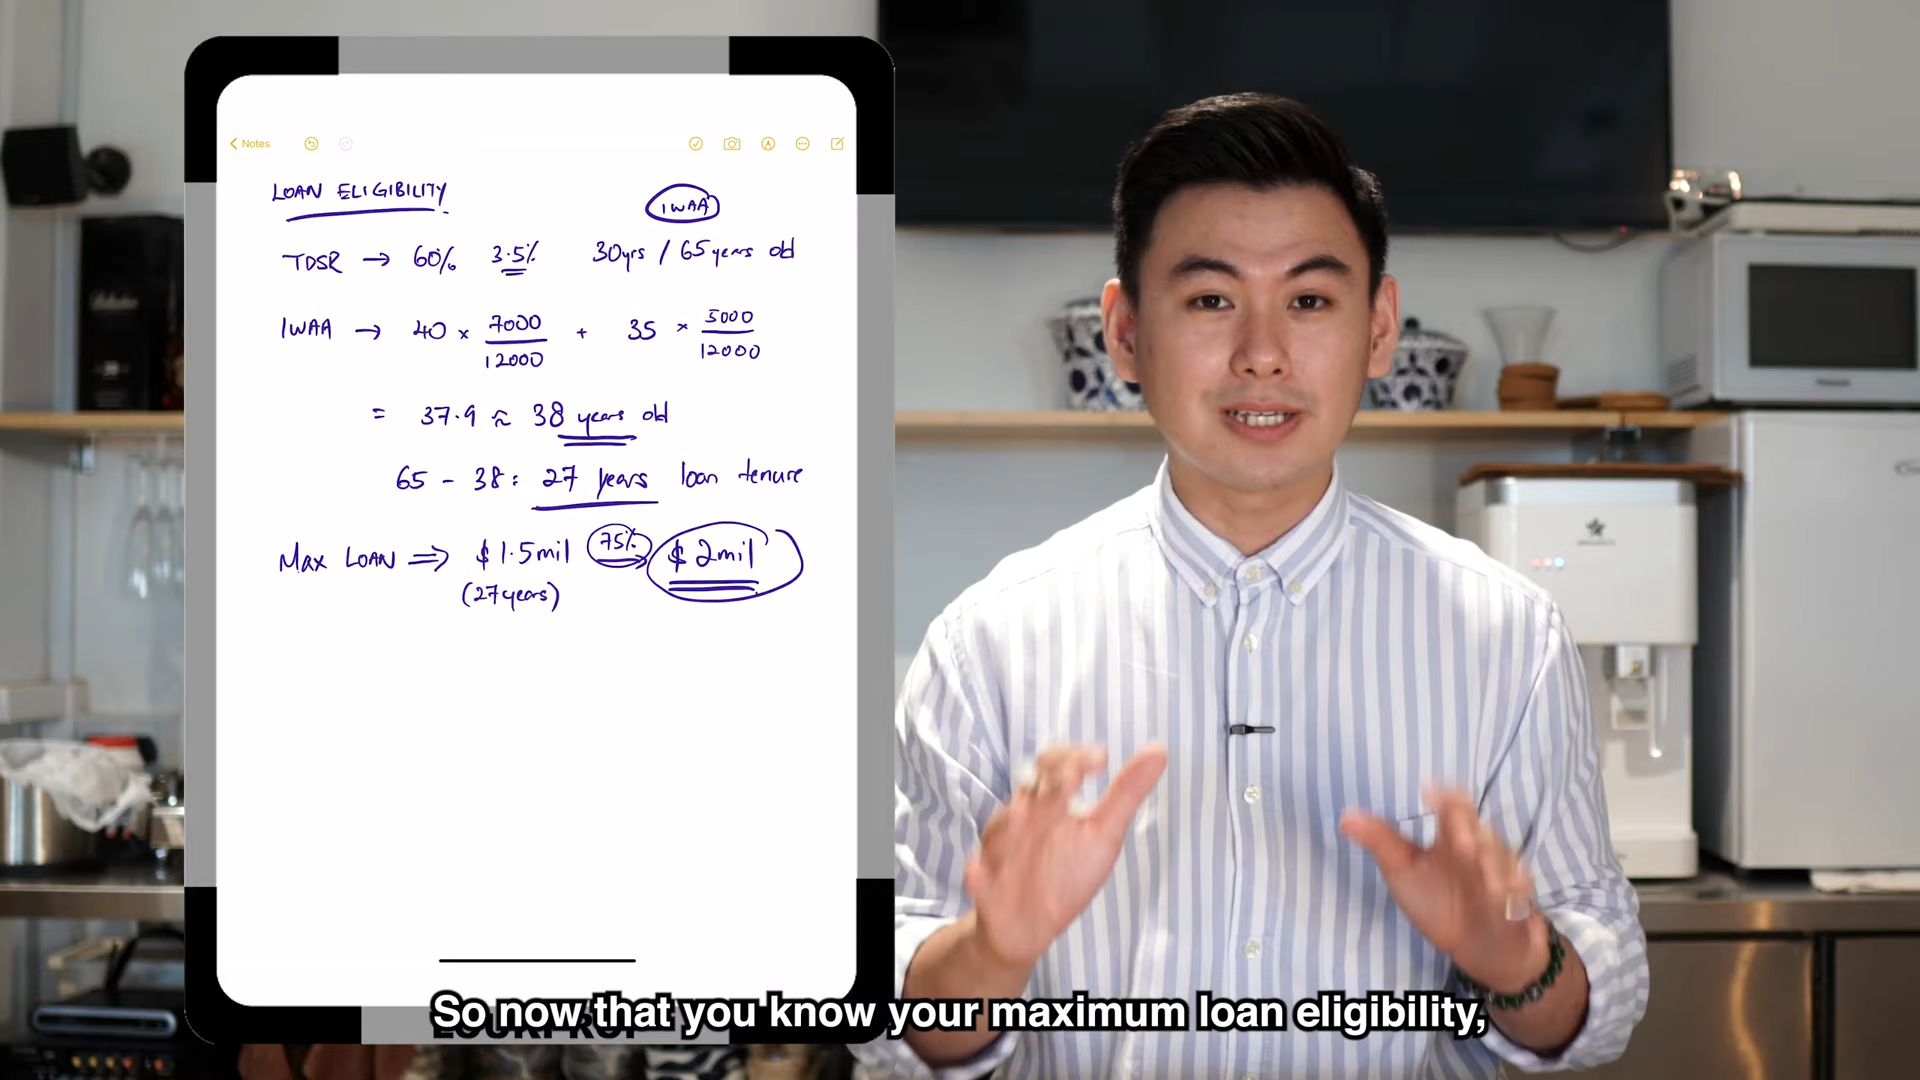 Notes
LOAN ELIGIBILITY
IWAA
TDSR → 60% 3.5% 30yrs / 65 years old
IWAA → 40 × 7000/12000 + 35 × 5000/12000
= 37.9 ≈ 38 years old
65 - 38 = 27 years loan tenure
MAX LOAN ⇒ $1.5mil 75% → $2mil
(27 years)
So now that you know your maximum loan eligibility,